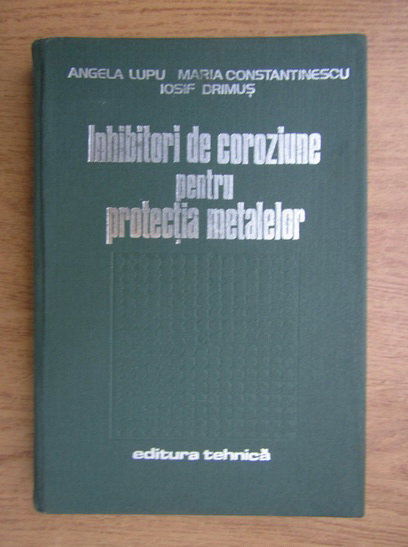 ANGELA LUPU MARIA CONSTANTINESCU
IOSIF DRIMUȘ
Inhibitori de coroziune
pentru
protecția metalelor
editura tehnică